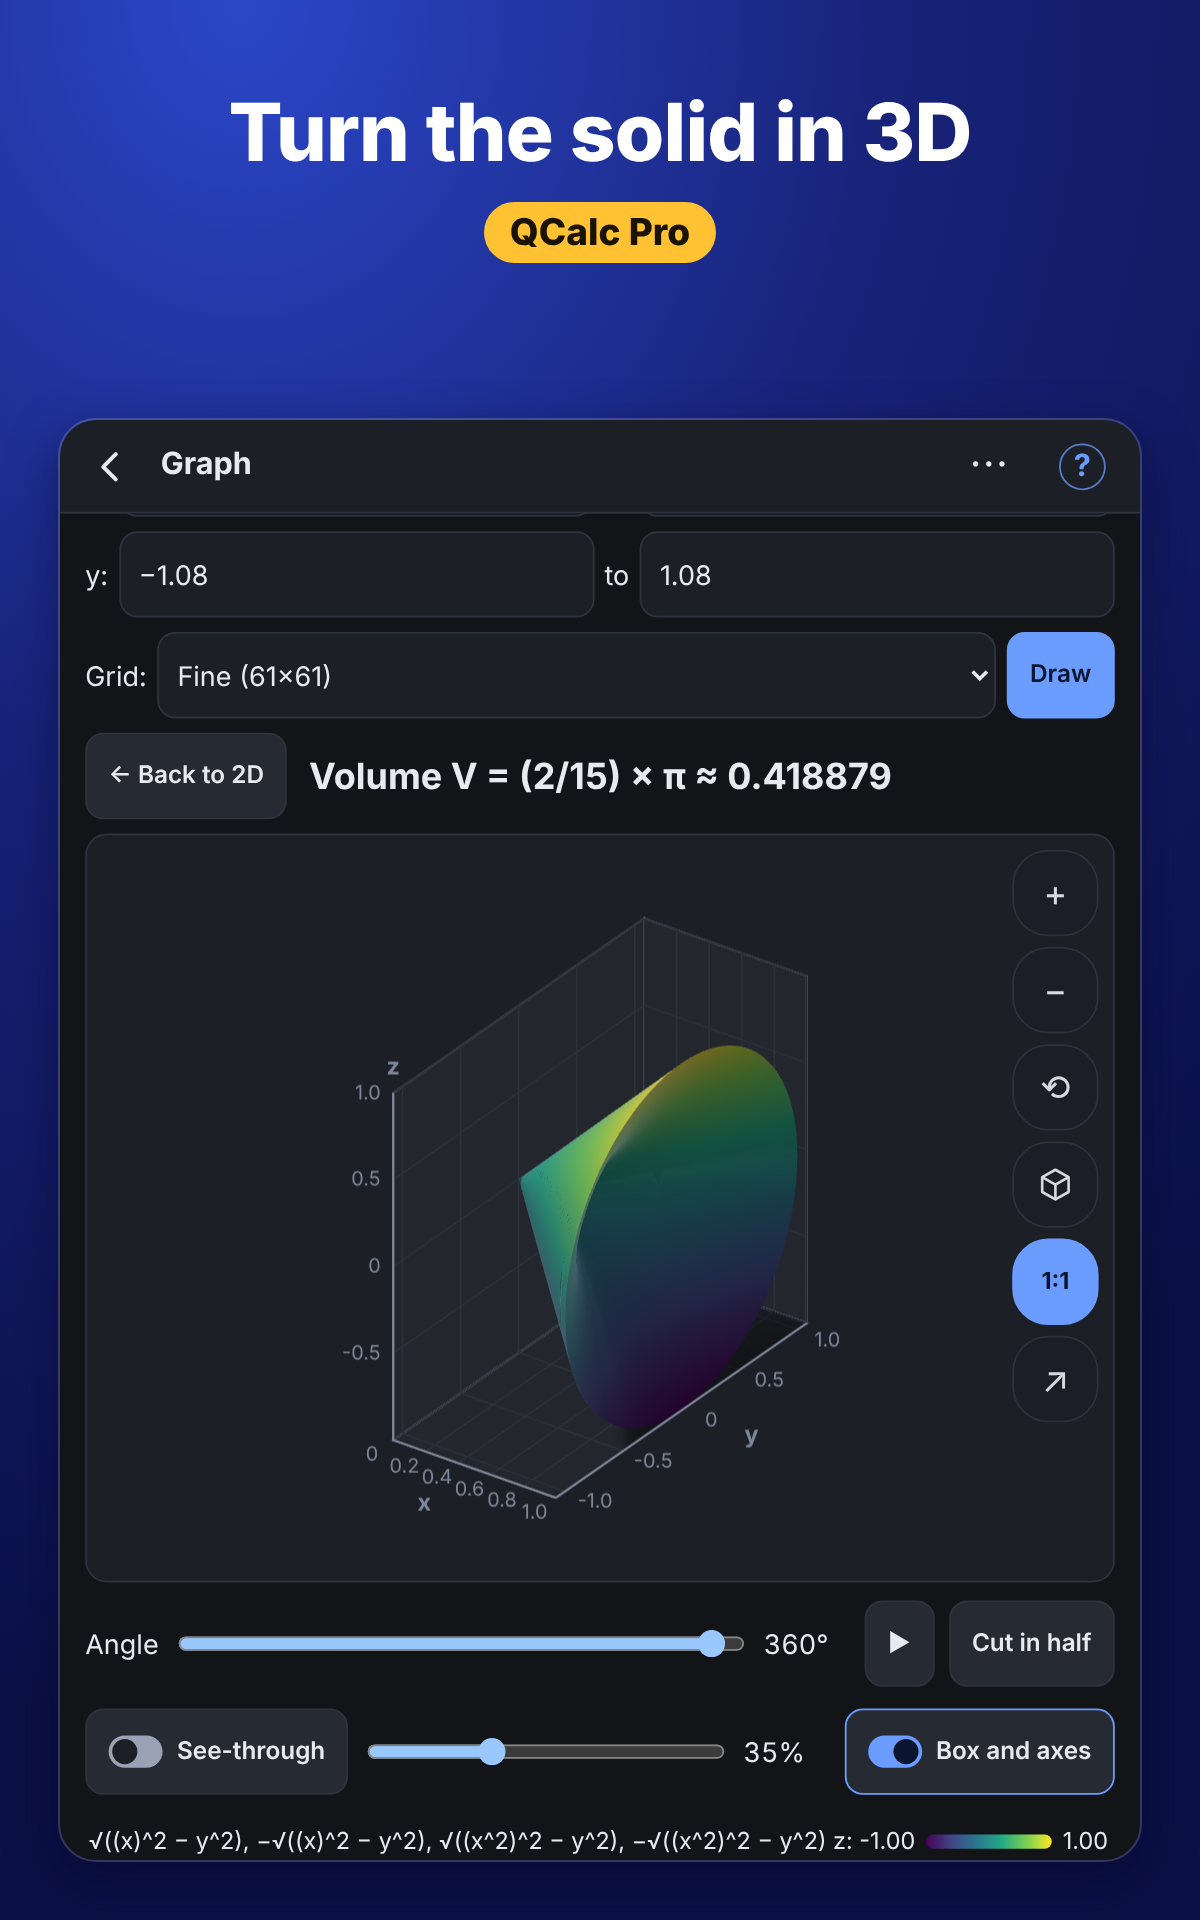 Turn the solid in 3D
QCalc Pro
Graph
?
y: −1.08 to 1.08
Grid: Fine (61×61) Draw
← Back to 2D Volume V = (2/15) × π ≈ 0.418879
+
−
1:1
z
1.0
0.5
0
-0.5
0
0.2
0.4
0.6
0.8
1.0
x
-1.0
-0.5
0
0.5
1.0
y
Angle 360° Cut in half
See-through 35% Box and axes
√((x)^2 − y^2), −√((x)^2 − y^2), √((x^2)^2 − y^2), −√((x^2)^2 − y^2) z: -1.00 1.00